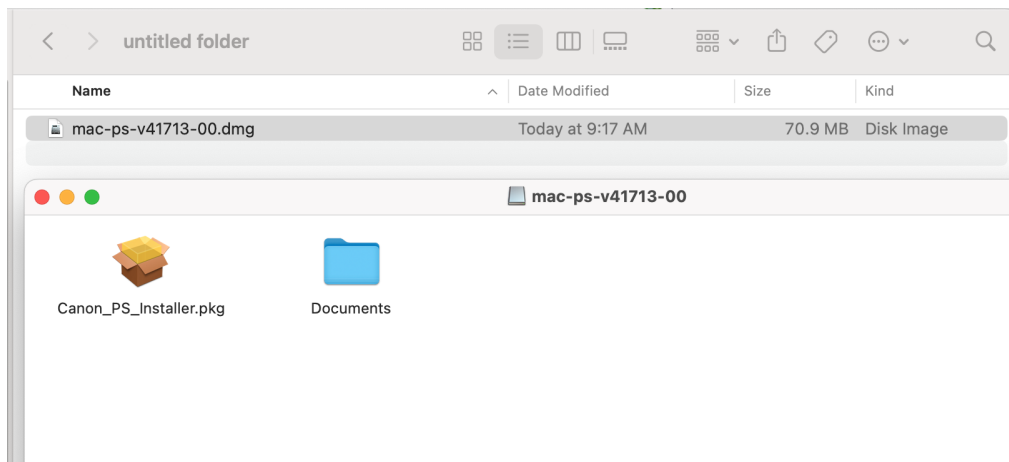 untitled folder
Name Date Modified Size Kind
mac-ps-v41713-00.dmg Today at 9:17 AM 70.9 MB Disk Image
mac-ps-v41713-00
Canon_PS_Installer.pkg Documents